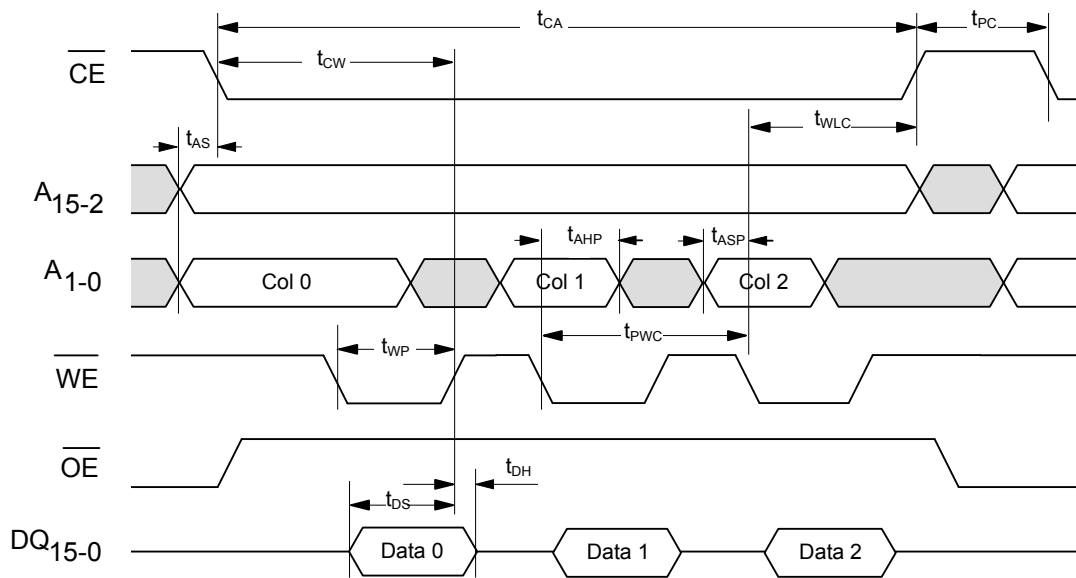 tCA
tPC
CE
tCW
tWLC
tAS
A15-2
tAHP
tASP
A1-0
Col 0
Col 1
Col 2
tWP
tPWC
WE
OE
tDH
tDS
DQ15-0
Data 0
Data 1
Data 2